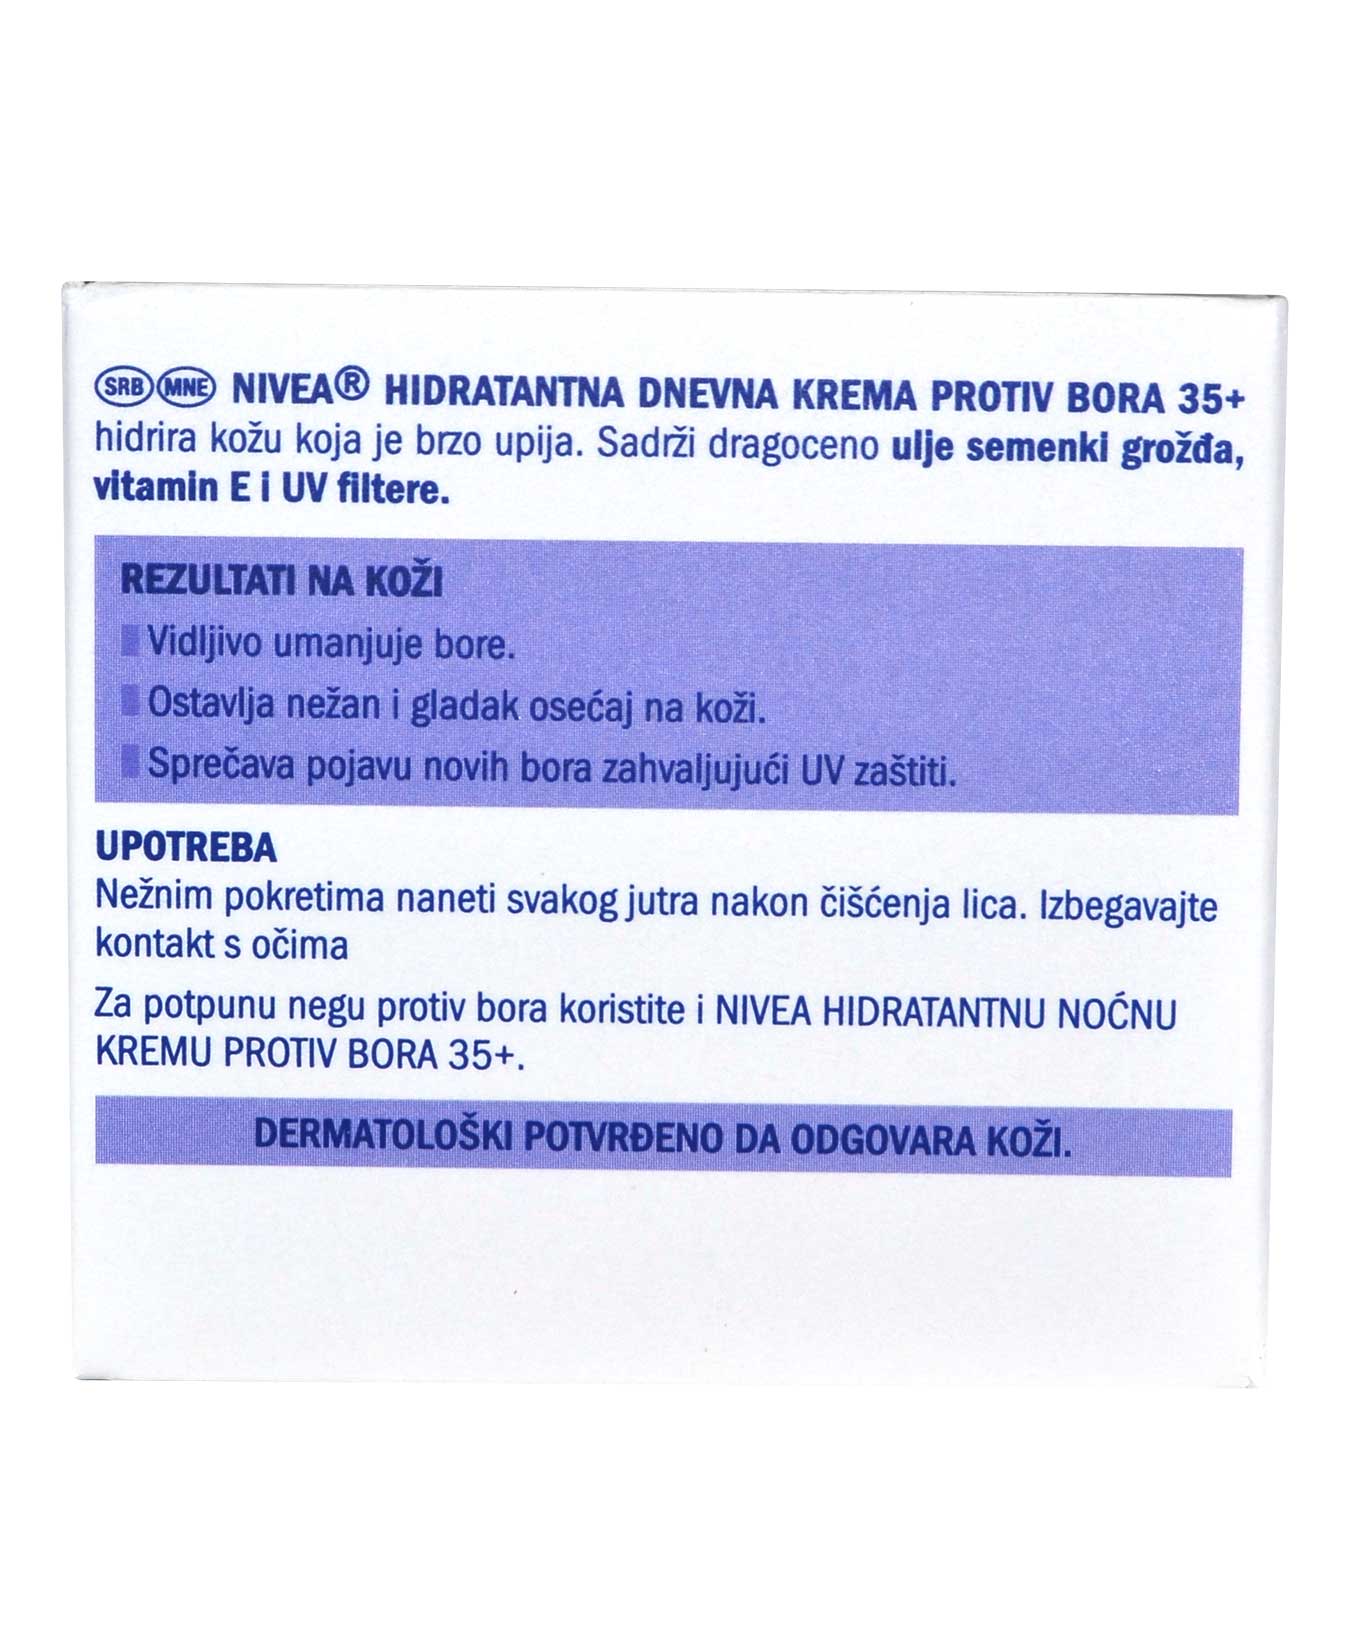 SRB MNE NIVEA® HIDRATANTNA DNEVNA KREMA PROTIV BORA 35+
hidrira kožu koja je brzo upija. Sadrži dragoceno ulje semenki grožđa,
vitamin E i UV filtere.
REZULTATI NA KOŽI
Vidljivo umanjuje bore.
Ostavlja nežan i gladak osećaj na koži.
Sprečava pojavu novih bora zahvaljujući UV zaštiti.
UPOTREBA
Nežnim pokretima naneti svakog jutra nakon čišćenja lica. Izbegavajte
kontakt s očima
Za potpunu negu protiv bora koristite i NIVEA HIDRATANTNU NOĆNU
KREMU PROTIV BORA 35+.
DERMATOLOŠKI POTVRĐENO DA ODGOVARA KOŽI.